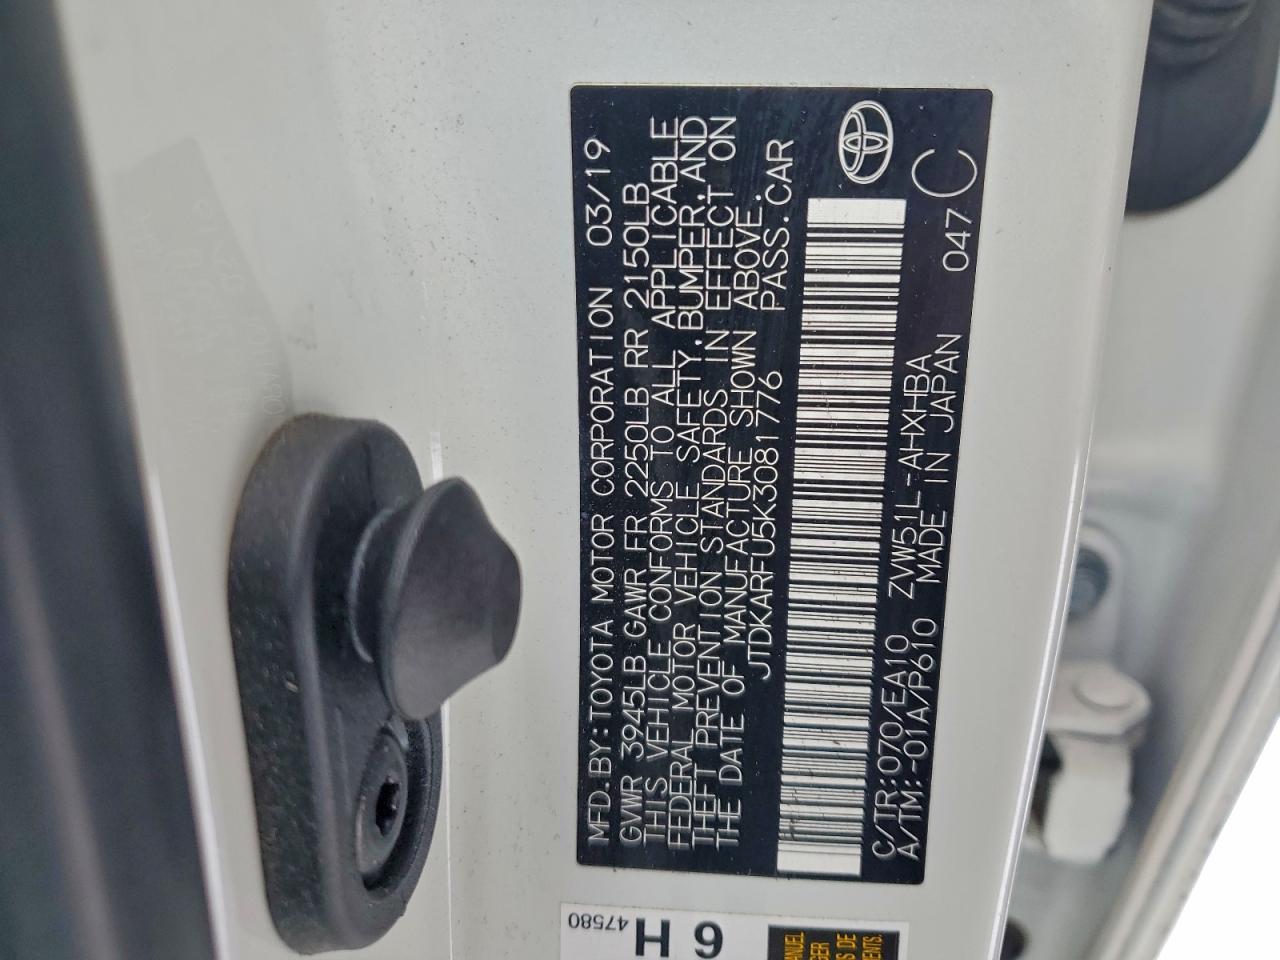 MFD.BY:TOYOTA MOTOR CORPORATION 03/19
GVWR 3945LB GAWR FR 2250LB RR 2150LB
THIS VEHICLE CONFORMS TO ALL APPLICABLE
FEDERAL MOTOR VEHICLE SAFETY,BUMPER,AND
THEFT PREVENTION STANDARDS IN EFFECT ON
THE DATE OF MANUFACTURE SHOWN ABOVE.
JTDKARFU5K3081776 PASS.CAR
C/TR:070/EA10 ZVW51L-AHXHBA
A/TM:-01A/P610 MADE IN JAPAN 047 C
47580
6 H